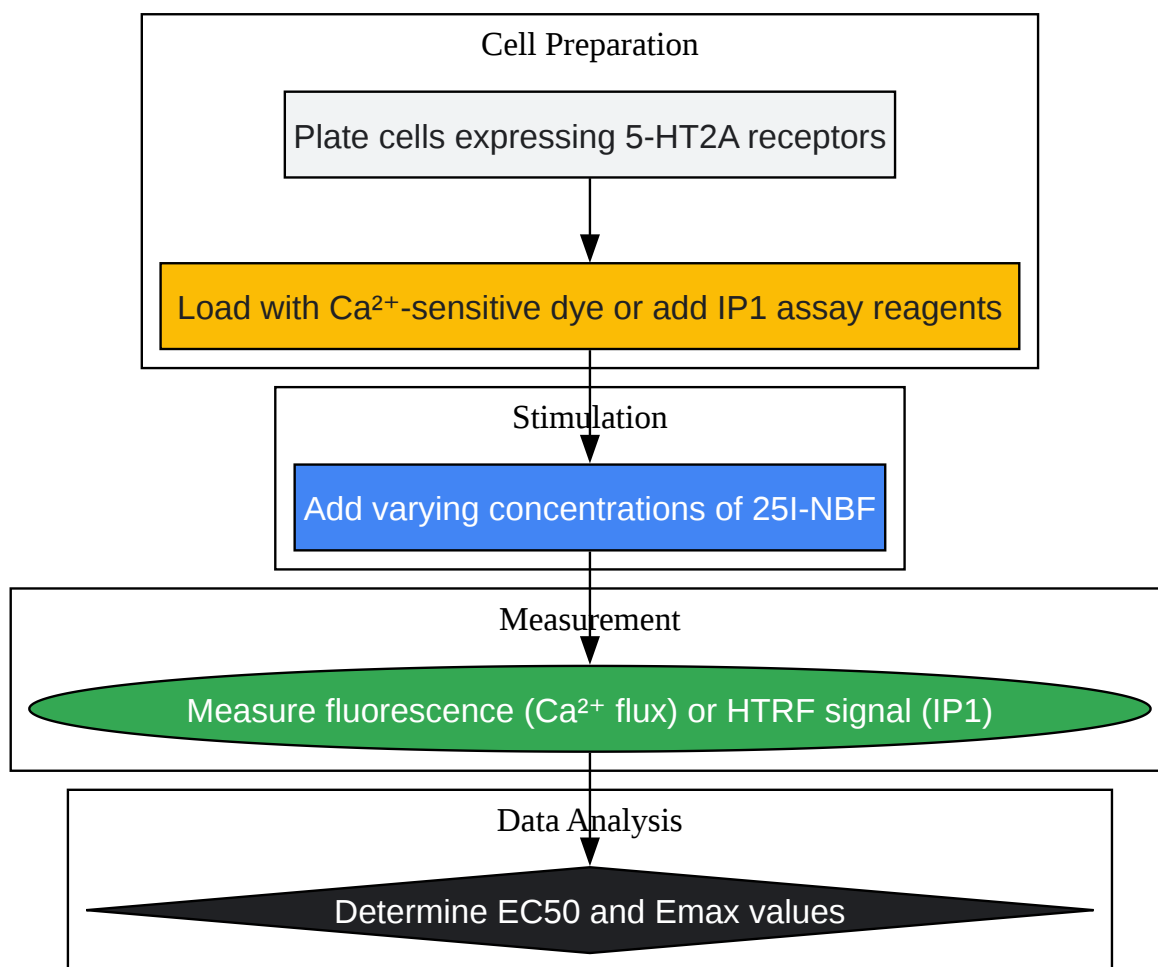 Cell Preparation
Plate cells expressing 5-HT2A receptors
Load with Ca²⁺-sensitive dye or add IP1 assay reagents
Stimulation
Add varying concentrations of 25I-NBF
Measurement
Measure fluorescence (Ca²⁺ flux) or HTRF signal (IP1)
Data Analysis
Determine EC50 and Emax values